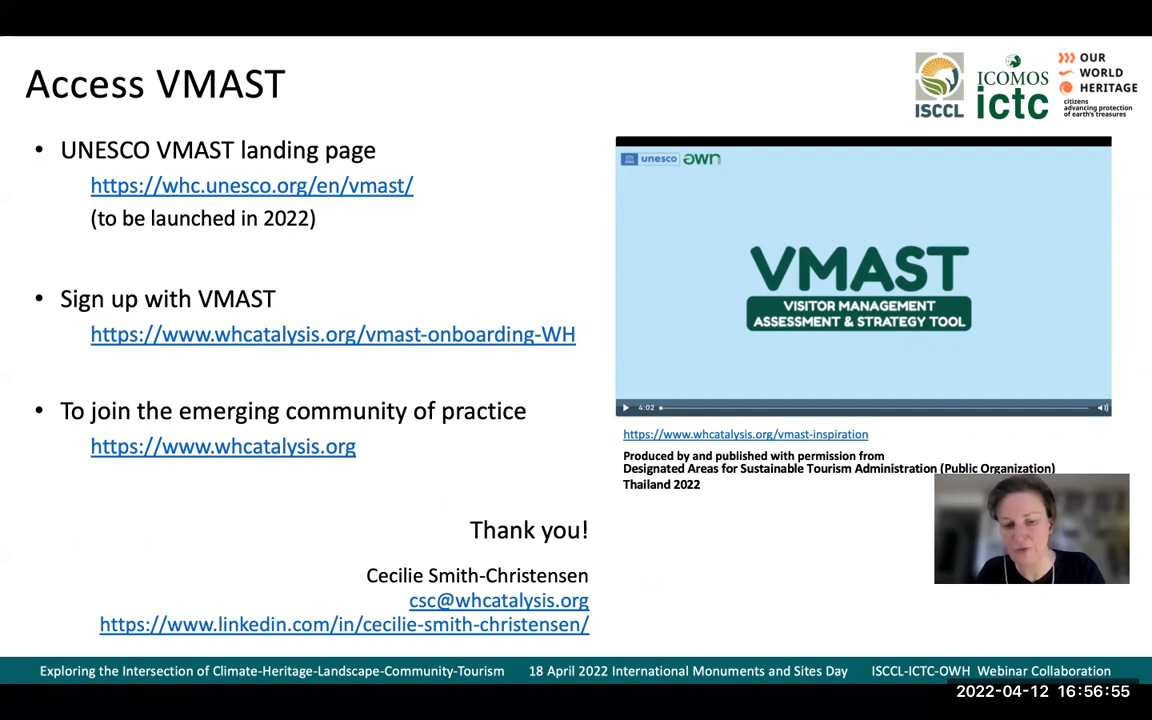 Access VMAST
ISCCL
ICOMOS
ictc
OUR
WORLD
HERITAGE
citizens
advancing protection
of earth's treasures
• UNESCO VMAST landing page
https://whc.unesco.org/en/vmast/
(to be launched in 2022)
• Sign up with VMAST
https://www.whcatalysis.org/vmast-onboarding-WH
• To join the emerging community of practice
https://www.whcatalysis.org
unesco own
VMAST
VISITOR MANAGEMENT
ASSESSMENT & STRATEGY TOOL
4:02
https://www.whcatalysis.org/vmast-inspiration
Produced by and published with permission from
Designated Areas for Sustainable Tourism Administration (Public Organization)
Thailand 2022
Thank you!
Cecilie Smith-Christensen
csc@whcatalysis.org
https://www.linkedin.com/in/cecilie-smith-christensen/
Exploring the Intersection of Climate-Heritage-Landscape-Community-Tourism 18 April 2022 International Monuments and Sites Day ISCCL-ICTC-OWH Webinar Collaboration
2022-04-12 16:56:55